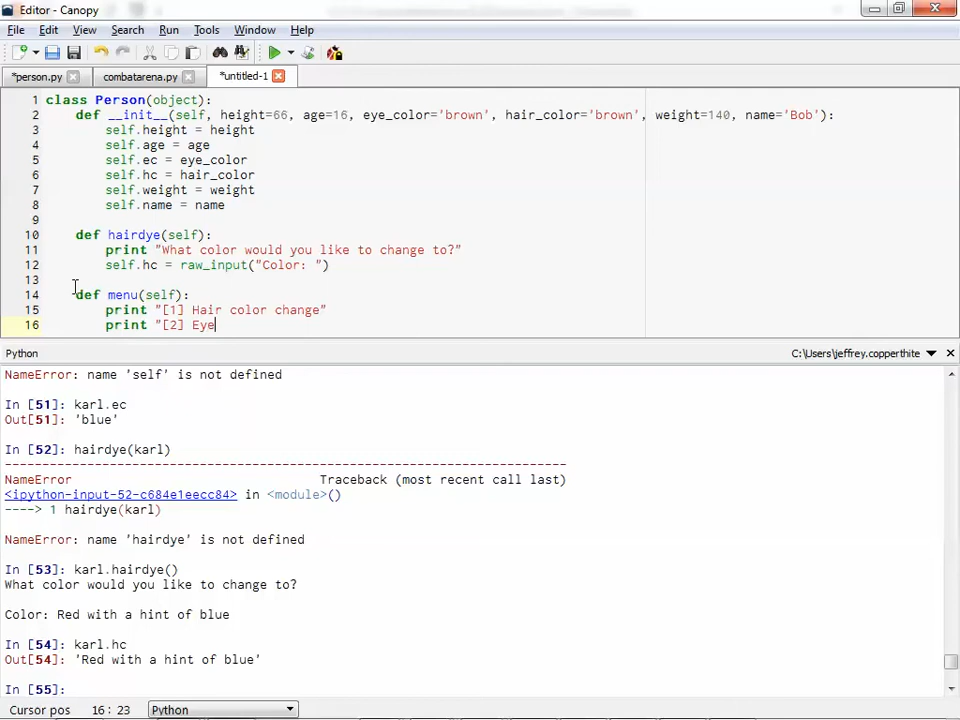 Editor - Canopy
File Edit View Search Run Tools Window Help
*person.py combatarena.py *untitled-1
1 class Person(object):
2     def __init__(self, height=66, age=16, eye_color='brown', hair_color='brown', weight=140, name='Bob'):
3         self.height = height
4         self.age = age
5         self.ec = eye_color
6         self.hc = hair_color
7         self.weight = weight
8         self.name = name
9
10     def hairdye(self):
11         print "What color would you like to change to?"
12         self.hc = raw_input("Color: ")
13
14     def menu(self):
15         print "[1] Hair color change"
16         print "[2] Eye
Python C:\Users\jeffrey.copperthite
NameError: name 'self' is not defined
In [51]: karl.ec
Out[51]: 'blue'
In [52]: hairdye(karl)
---------------------------------------------------------------------------
NameError                                 Traceback (most recent call last)
<ipython-input-52-c684e1eecc84> in <module>()
----> 1 hairdye(karl)
NameError: name 'hairdye' is not defined
In [53]: karl.hairdye()
What color would you like to change to?
Color: Red with a hint of blue
In [54]: karl.hc
Out[54]: 'Red with a hint of blue'
In [55]:
Cursor pos 16 : 23 Python